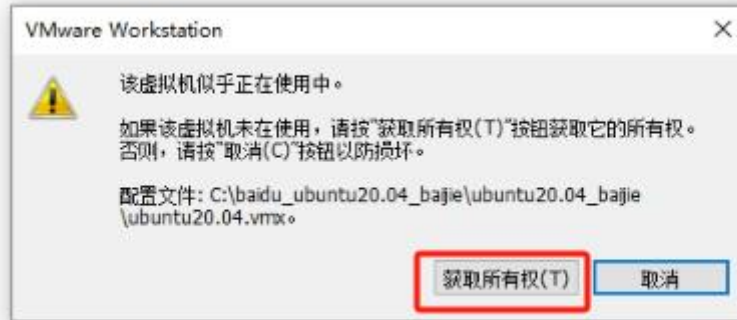 VMware Workstation
该虚拟机似乎正在使用中。
如果该虚拟机未在使用，请按"获取所有权(T)"按钮获取它的所有权。
否则，请按"取消(C)"按钮以防损坏。
配置文件: C:\baidu_ubuntu20.04_baijie\ubuntu20.04_baijie
\ubuntu20.04.vmx。
获取所有权(T)
取消